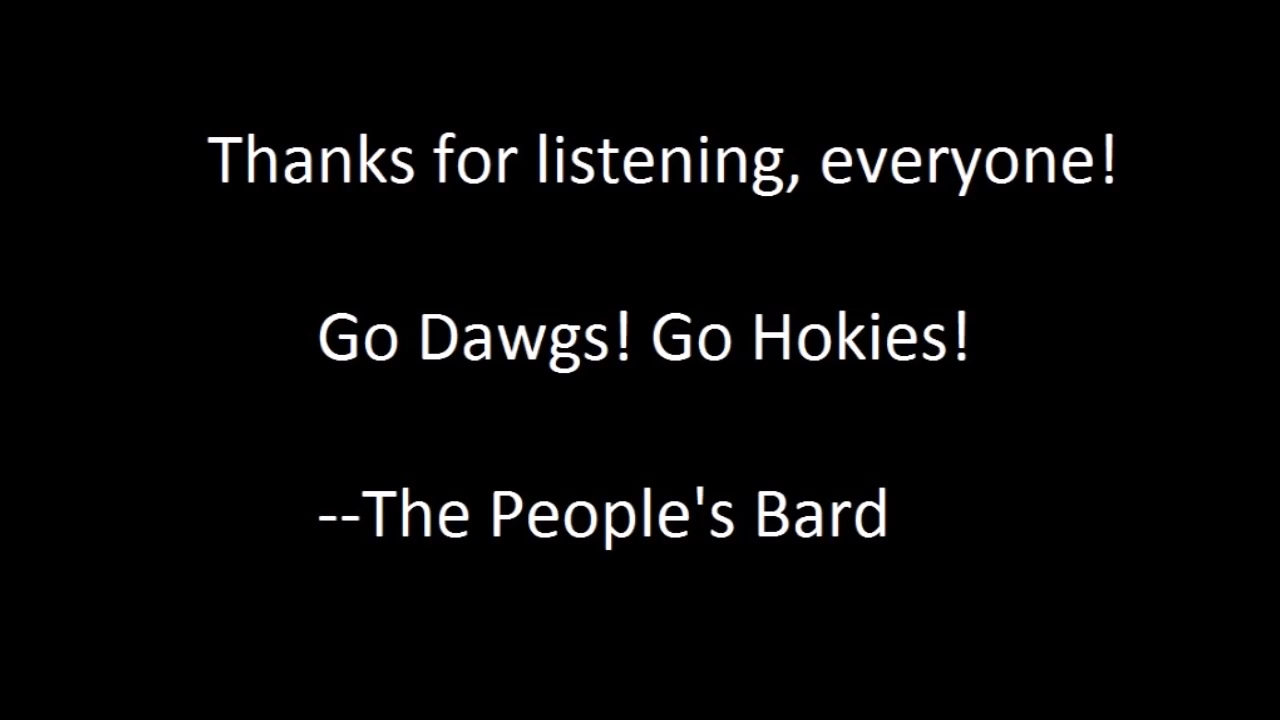 Thanks for listening, everyone!
Go Dawgs! Go Hokies!
--The People's Bard